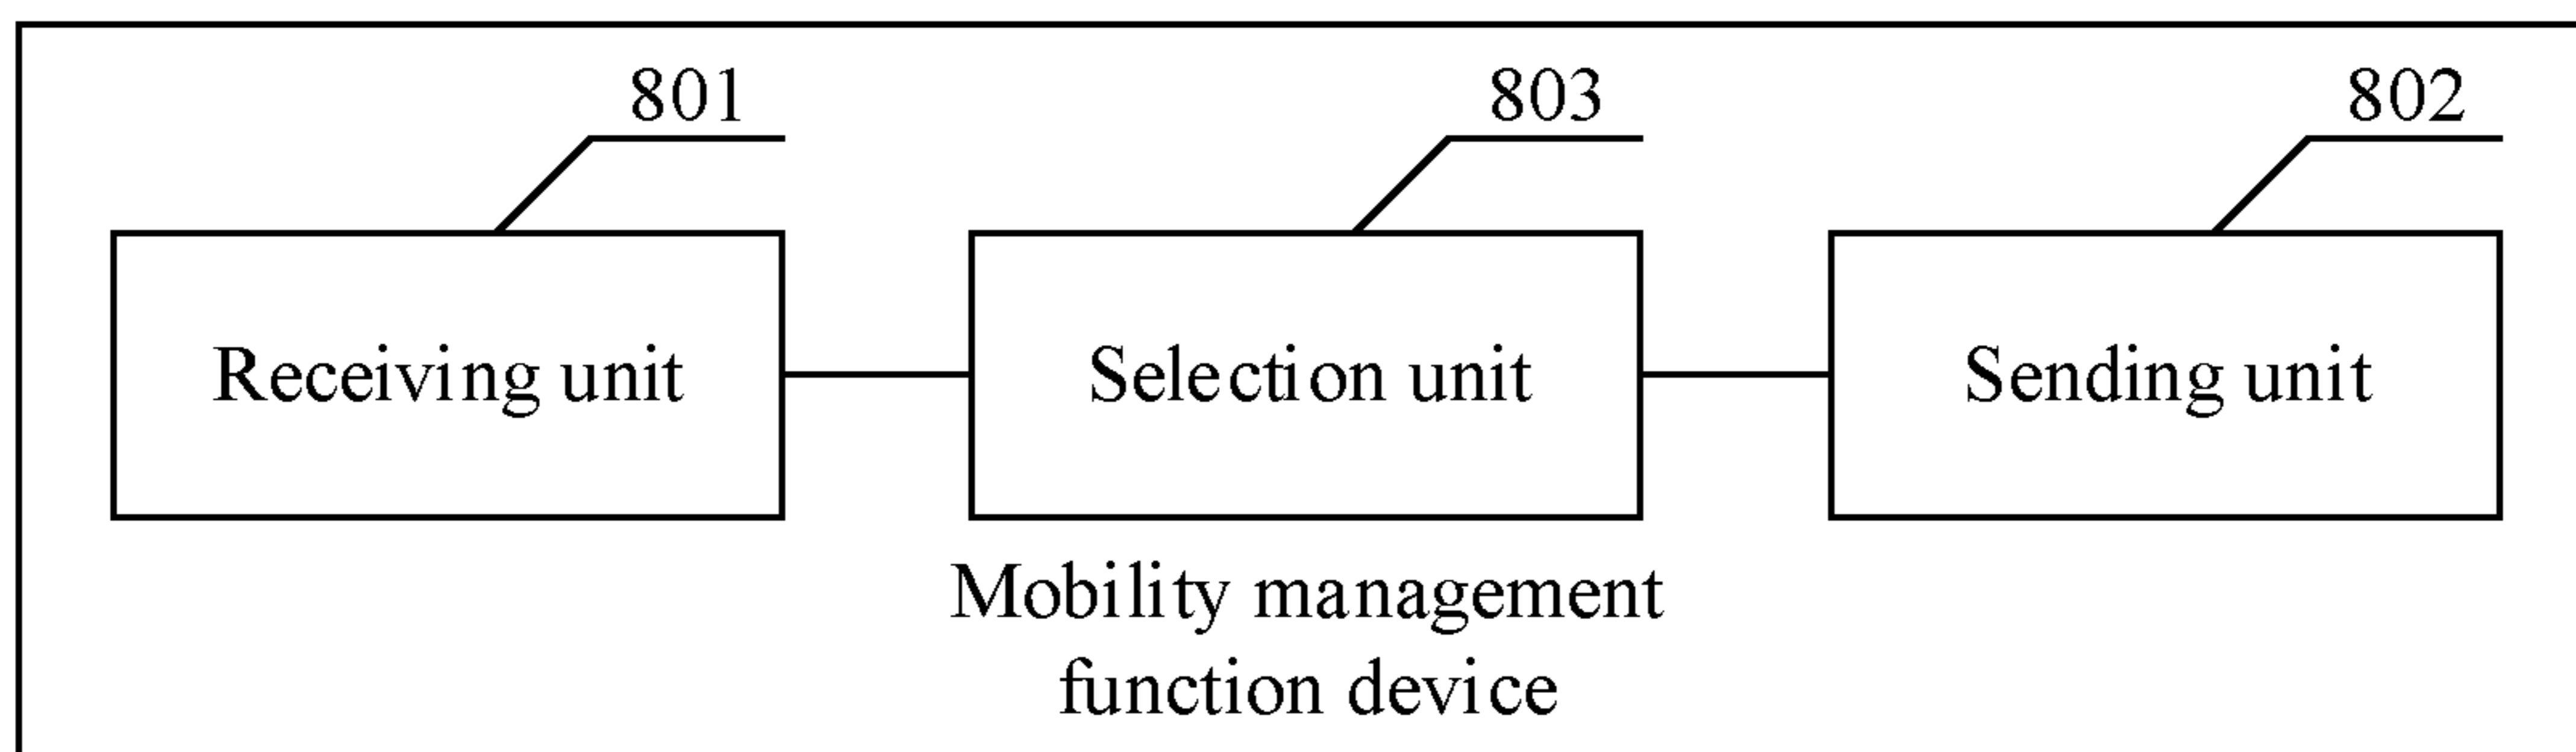 801
803
802
Receiving unit
Selection unit
Sending unit
Mobility management
function device